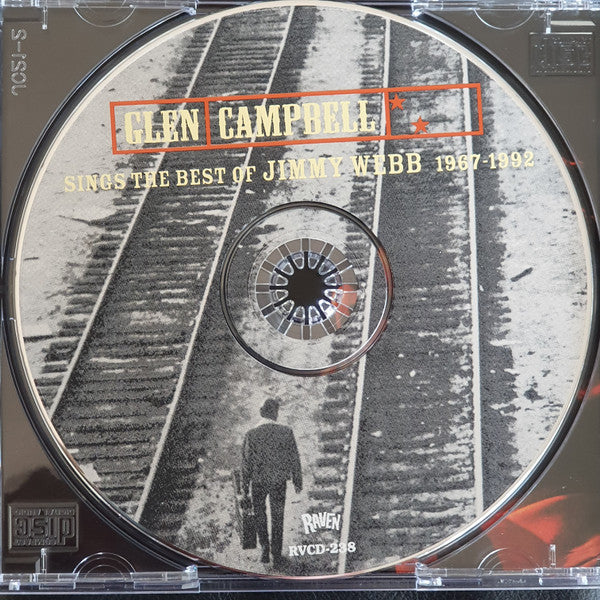 GLEN CAMPBELL
SINGS THE BEST OF JIMMY WEBB 1967-1992
RAVEN
RVCD-238